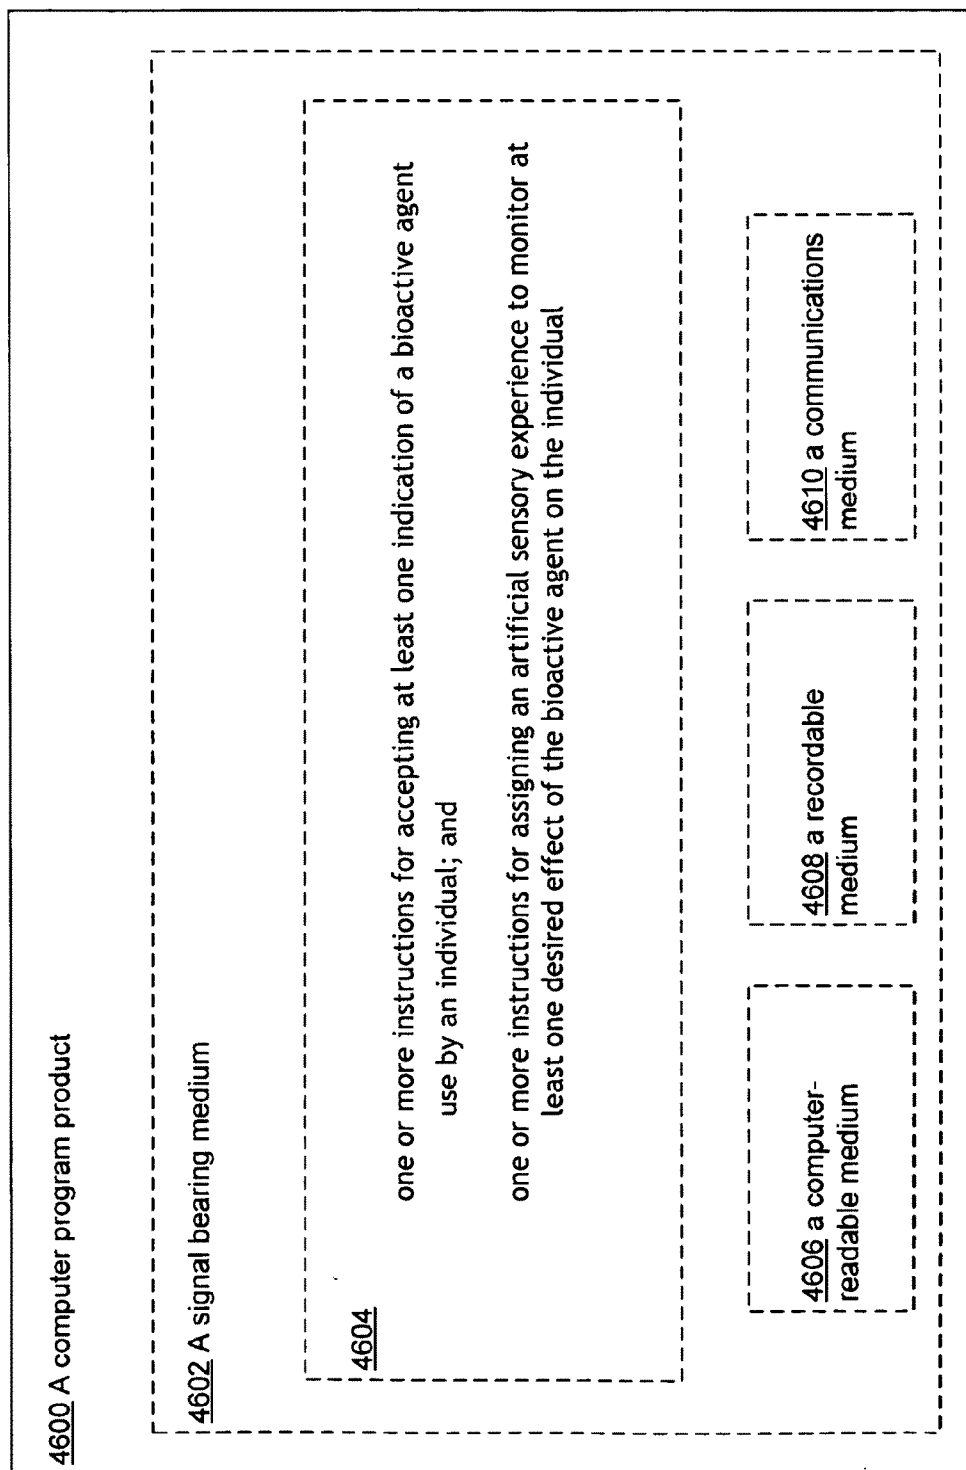 4600 A computer program product
4602 A signal bearing medium
4604
one or more instructions for accepting at least one indication of a bioactive agent
use by an individual; and
one or more instructions for assigning an artificial sensory experience to monitor at
least one desired effect of the bioactive agent on the individual
4606 a computer-
readable medium
4608 a recordable
medium
4610 a communications
medium